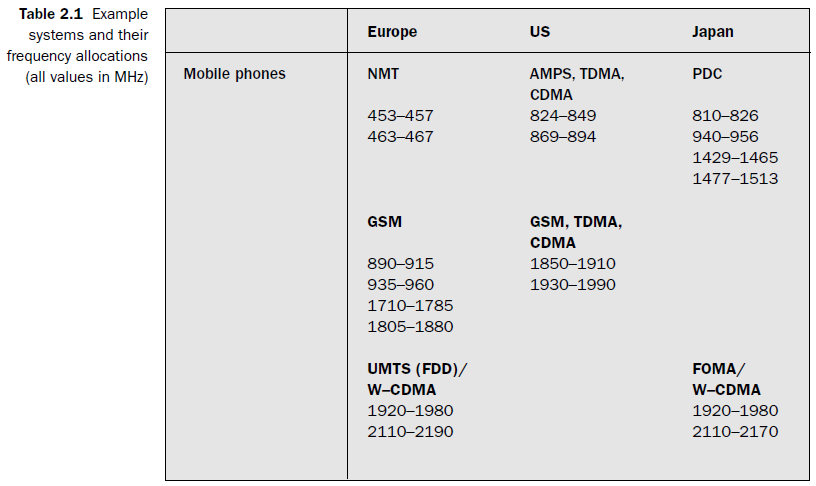 Table 2.1 Example
systems and their
frequency allocations
(all values in MHz)
Europe US Japan
Mobile phones NMT AMPS, TDMA, PDC
CDMA
453–457 824–849 810–826
463–467 869–894 940–956
1429–1465
1477–1513
GSM GSM, TDMA,
CDMA
890–915 1850–1910
935–960 1930–1990
1710–1785
1805–1880
UMTS (FDD)/ FOMA/
W–CDMA W–CDMA
1920–1980 1920–1980
2110–2190 2110–2170